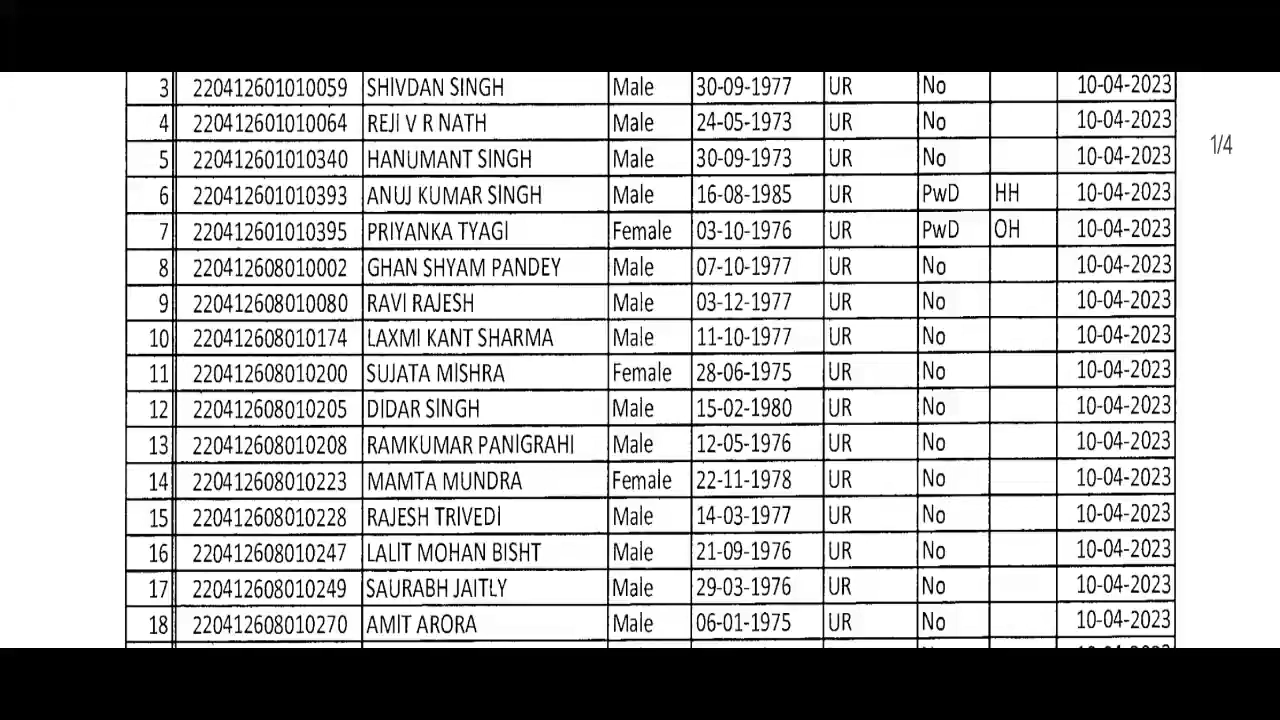 3 220412601010059 SHIVDAN SINGH Male 30-09-1977 UR No 10-04-2023
4 220412601010064 REJI V R NATH Male 24-05-1973 UR No 10-04-2023
1/4
5 220412601010340 HANUMANT SINGH Male 30-09-1973 UR No 10-04-2023
6 220412601010393 ANUJ KUMAR SINGH Male 16-08-1985 UR PwD HH 10-04-2023
7 220412601010395 PRIYANKA TYAGI Female 03-10-1976 UR PwD OH 10-04-2023
8 220412608010002 GHAN SHYAM PANDEY Male 07-10-1977 UR No 10-04-2023
9 220412608010080 RAVI RAJESH Male 03-12-1977 UR No 10-04-2023
10 220412608010174 LAXMI KANT SHARMA Male 11-10-1977 UR No 10-04-2023
11 220412608010200 SUJATA MISHRA Female 28-06-1975 UR No 10-04-2023
12 220412608010205 DIDAR SINGH Male 15-02-1980 UR No 10-04-2023
13 220412608010208 RAMKUMAR PANIGRAHI Male 12-05-1976 UR No 10-04-2023
14 220412608010223 MAMTA MUNDRA Female 22-11-1978 UR No 10-04-2023
15 220412608010228 RAJESH TRIVEDI Male 14-03-1977 UR No 10-04-2023
16 220412608010247 LALIT MOHAN BISHT Male 21-09-1976 UR No 10-04-2023
17 220412608010249 SAURABH JAITLY Male 29-03-1976 UR No 10-04-2023
18 220412608010270 AMIT ARORA Male 06-01-1975 UR No 10-04-2023